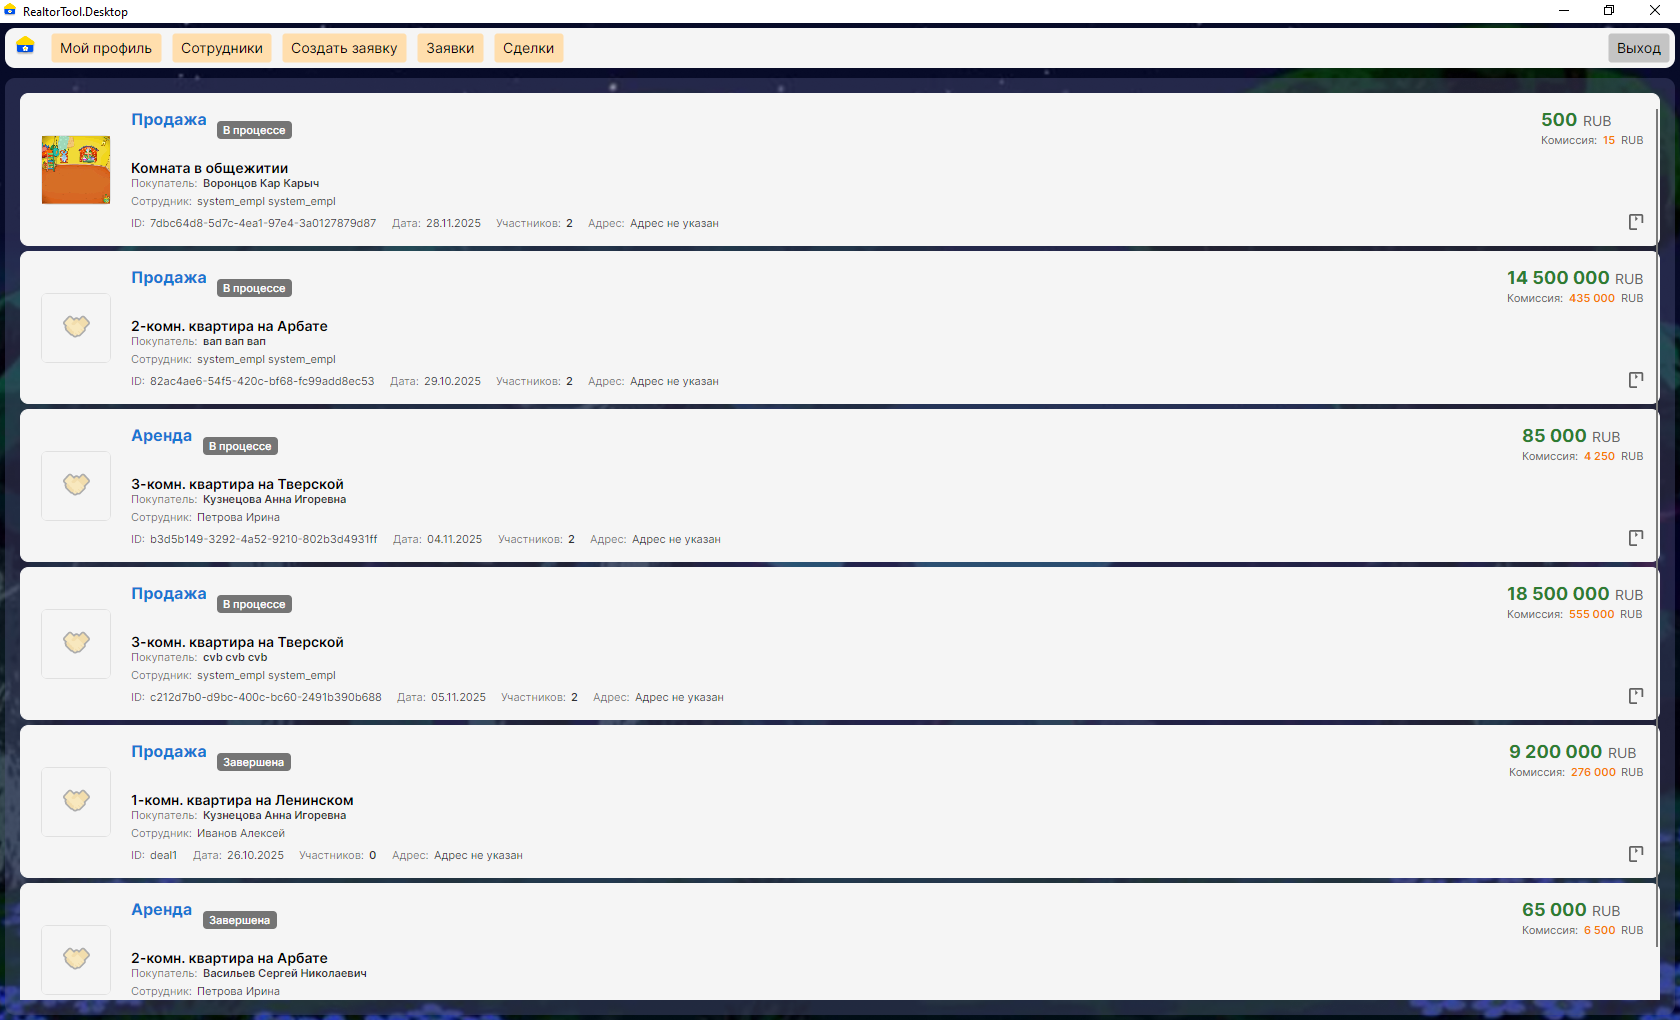 RealtorTool.Desktop
Мой профиль Сотрудники Создать заявку Заявки Сделки Выход
Продажа В процессе 500 RUB
Комиссия: 15 RUB
Комната в общежитии
Покупатель: Воронцов Кар Карыч
Сотрудник: system_empl system_empl
ID: 7dbc64d8-5d7c-4ea1-97e4-3a0127879d87 Дата: 28.11.2025 Участников: 2 Адрес: Адрес не указан
Продажа В процессе 14 500 000 RUB
Комиссия: 435 000 RUB
2-комн. квартира на Арбате
Покупатель: вап вап вап
Сотрудник: system_empl system_empl
ID: 82ac4ae6-54f5-420c-bf68-fc99add8ec53 Дата: 29.10.2025 Участников: 2 Адрес: Адрес не указан
Аренда В процессе 85 000 RUB
Комиссия: 4 250 RUB
3-комн. квартира на Тверской
Покупатель: Кузнецова Анна Игоревна
Сотрудник: Петрова Ирина
ID: b3d5b149-3292-4a52-9210-802b3d4931ff Дата: 04.11.2025 Участников: 2 Адрес: Адрес не указан
Продажа В процессе 18 500 000 RUB
Комиссия: 555 000 RUB
3-комн. квартира на Тверской
Покупатель: cvb cvb cvb
Сотрудник: system_empl system_empl
ID: c212d7b0-d9bc-400c-bc60-2491b390b688 Дата: 05.11.2025 Участников: 2 Адрес: Адрес не указан
Продажа Завершена 9 200 000 RUB
Комиссия: 276 000 RUB
1-комн. квартира на Ленинском
Покупатель: Кузнецова Анна Игоревна
Сотрудник: Иванов Алексей
ID: deal1 Дата: 26.10.2025 Участников: 0 Адрес: Адрес не указан
Аренда Завершена 65 000 RUB
Комиссия: 6 500 RUB
2-комн. квартира на Арбате
Покупатель: Васильев Сергей Николаевич
Сотрудник: Петрова Ирина